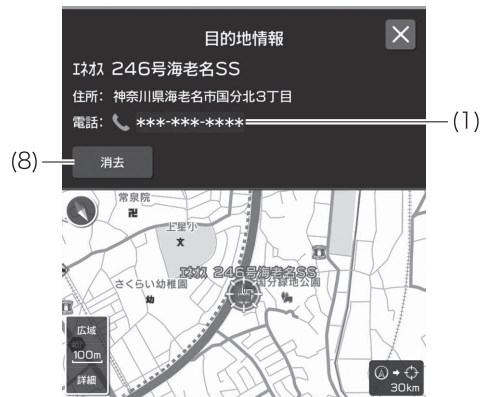 目的地情報
ｴﾈｵｽ 246号海老名SS
住所: 神奈川県海老名市国分北3丁目
電話: ***-***-****
(1)
(8)
消去
常泉院
上星小
文
ｴﾈｵｽ 246号海老名SS
さくらい幼稚園
国分緑地公園
幼
広域
100m
詳細
30km